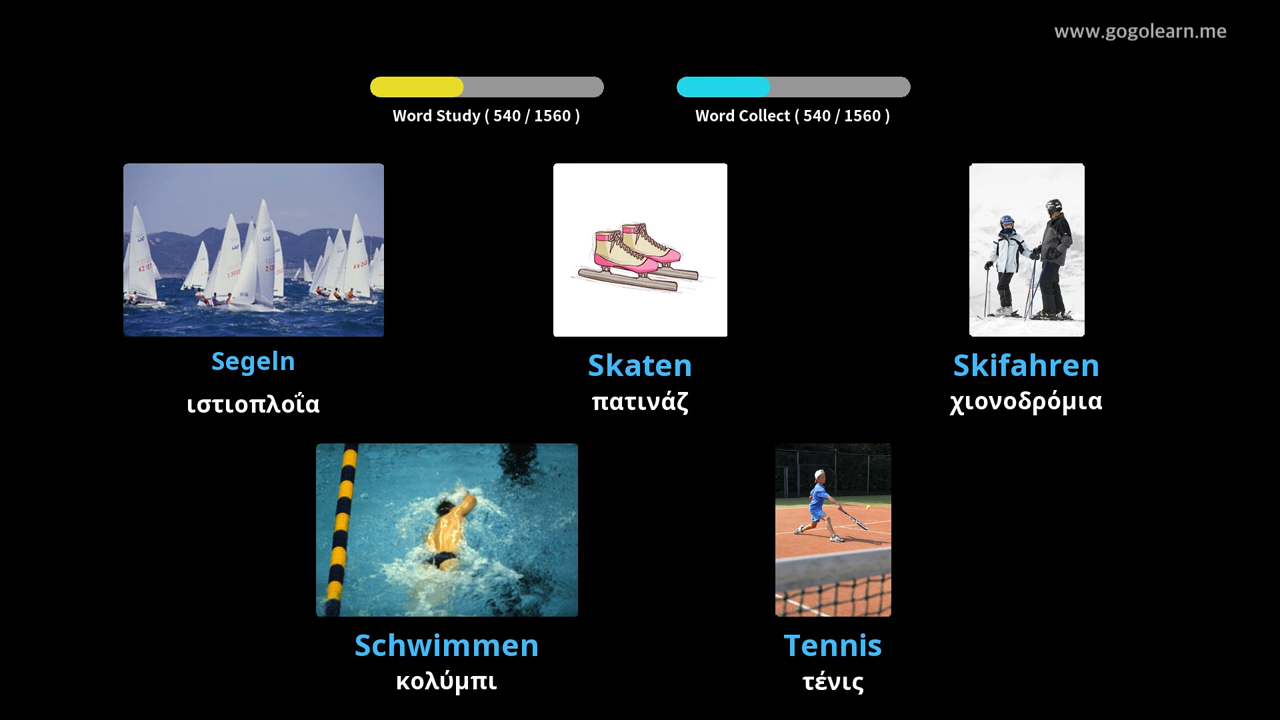 www.gogolearn.me
Word Study ( 540 / 1560 )
Word Collect ( 540 / 1560 )
Segeln
ιστιοπλοΐα
Skaten
πατινάζ
Skifahren
χιονοδρόμια
Schwimmen
κολύμπι
Tennis
τένις